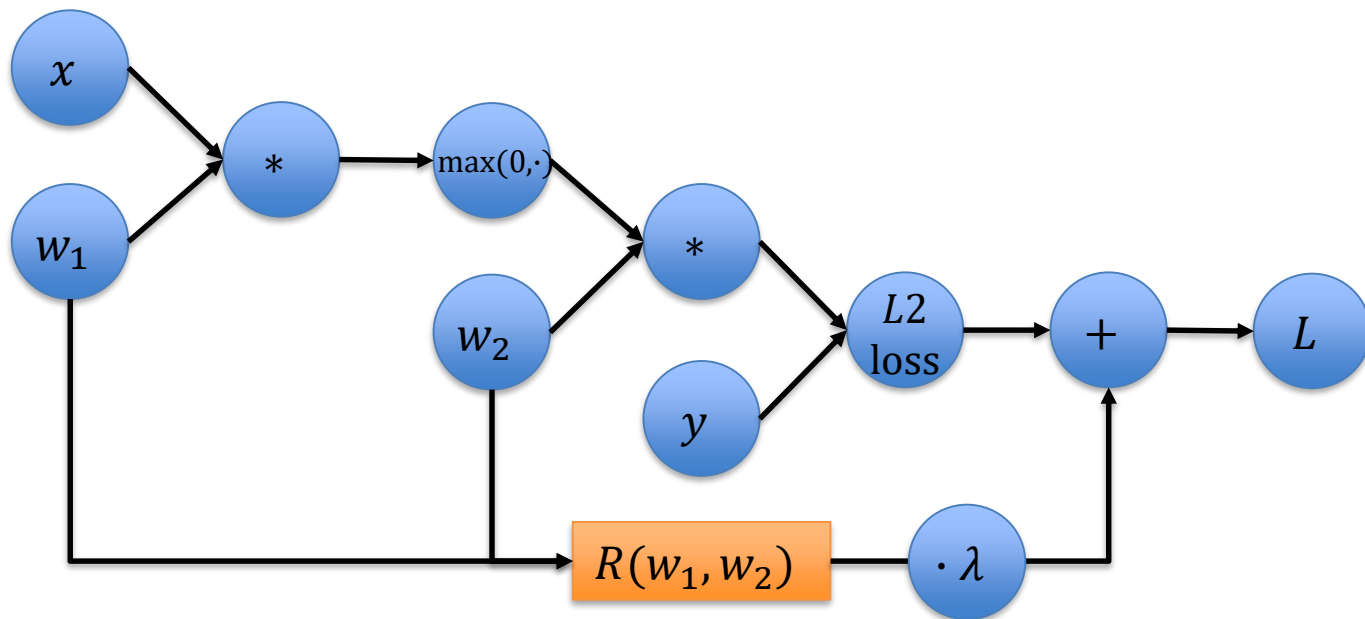 x
∗
max(0,·)
w₁
∗
w₂
L2
loss
+
L
y
R(w₁, w₂)
· λ